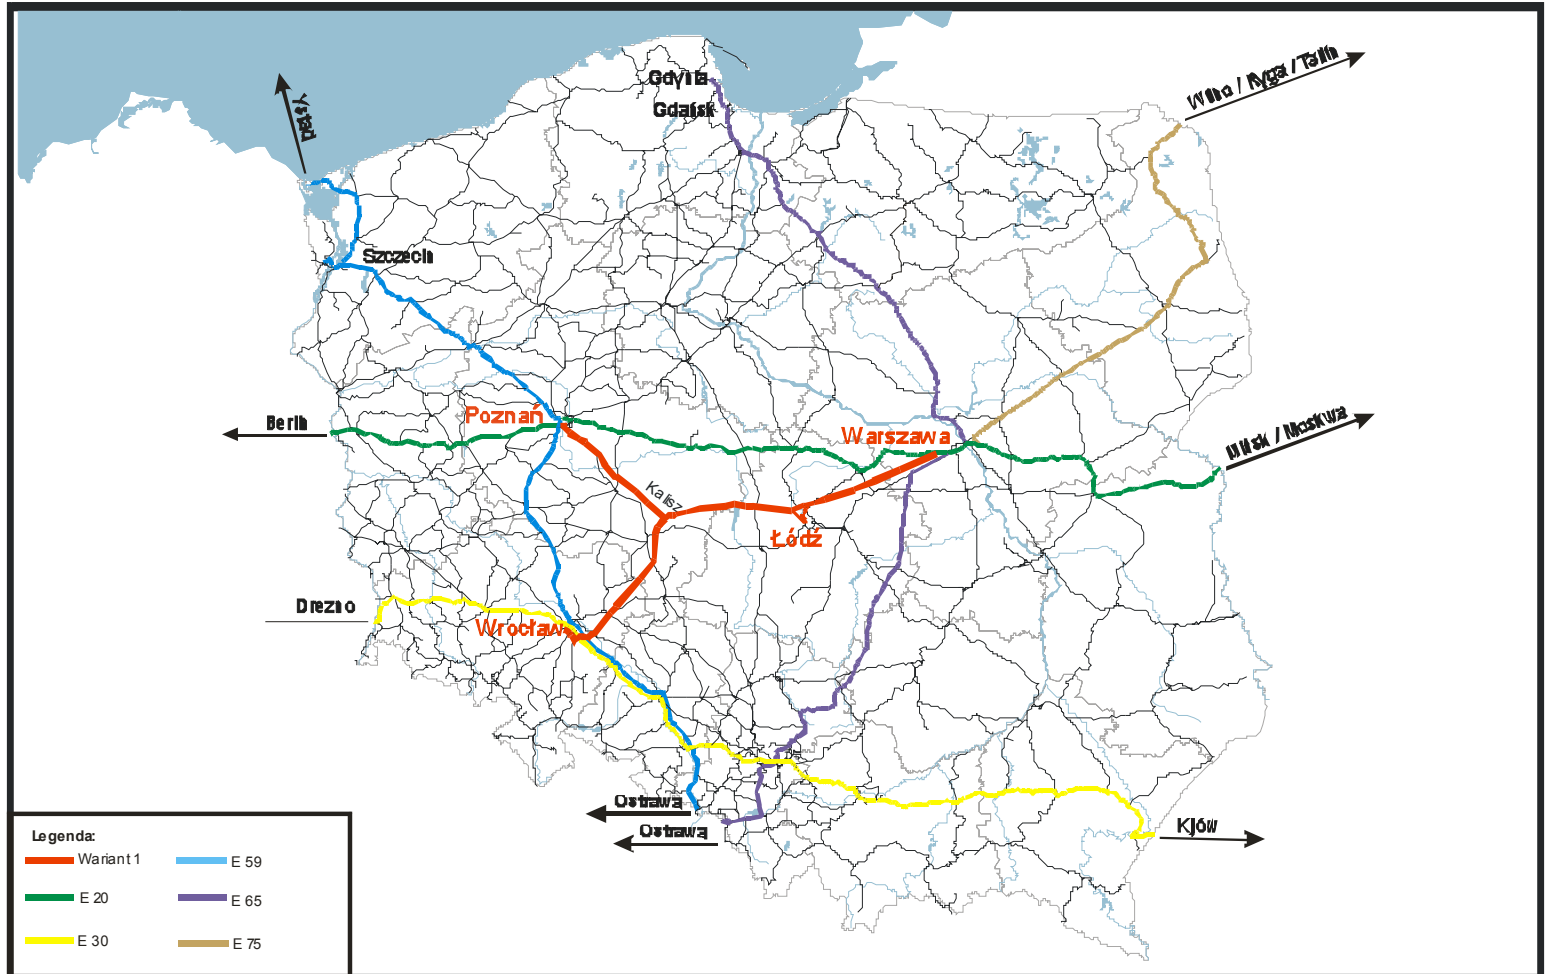 Gdynia
Gdańsk
Wilno / Ryga / Tallin
Ystad
Szczecin
Poznań
Berlin
Warszawa
Mińsk / Moskwa
Kalisz
Łódź
Drezno
Wrocław
Ostrawa
Ostrawa
Kijów
Legenda:
Wariant 1
E 59
E 20
E 65
E 30
E 75